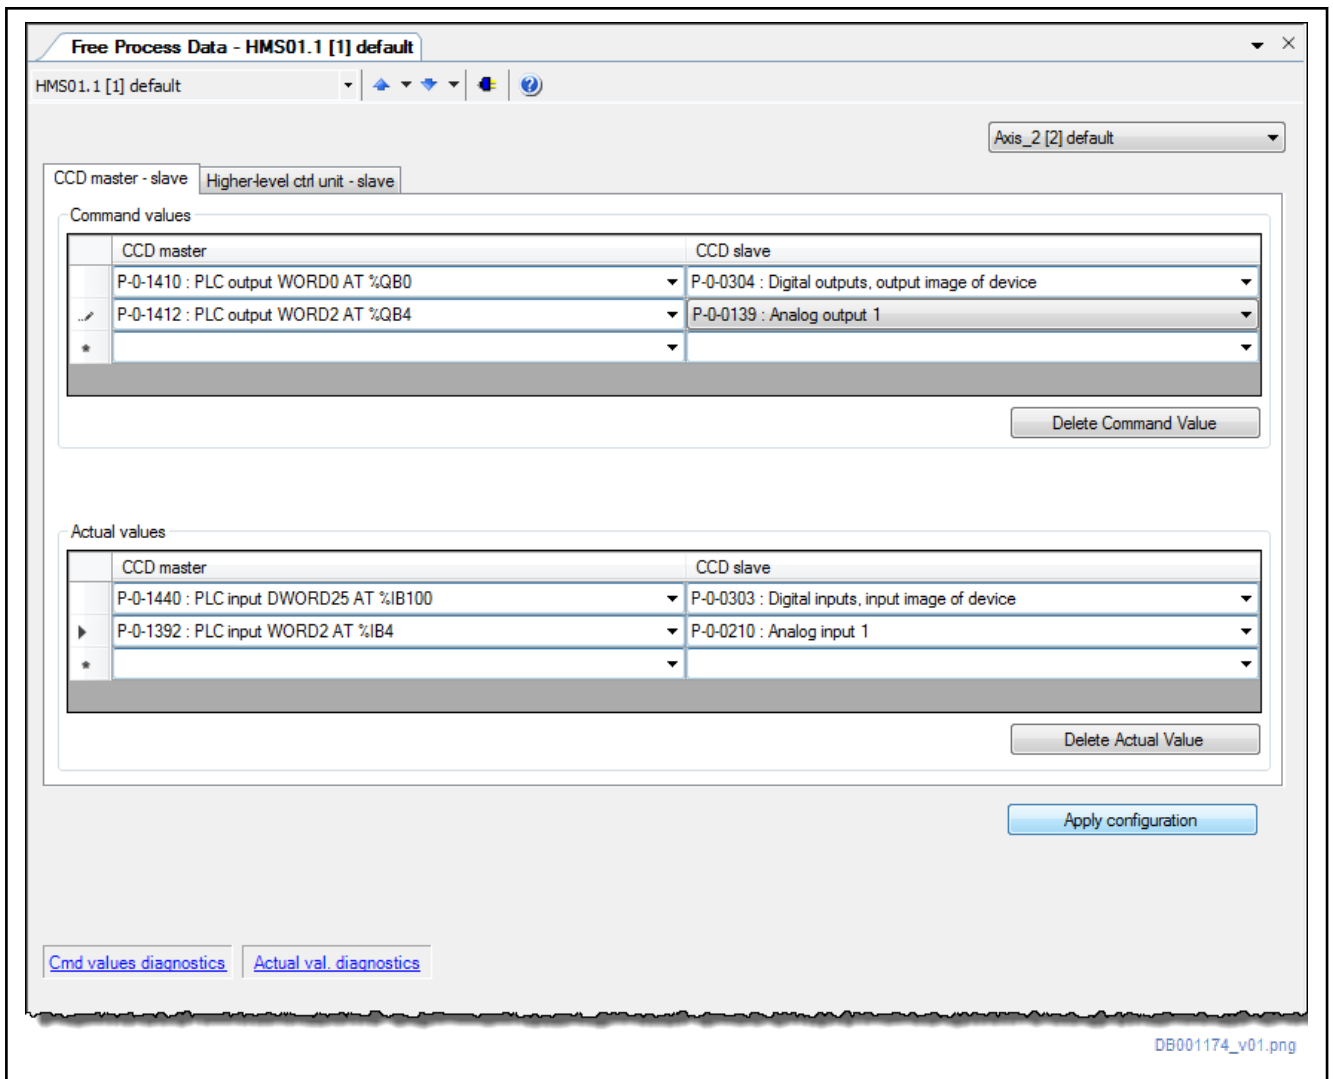 Free Process Data - HMS01.1 [1] default
HMS01.1 [1] default
Axis_2 [2] default
CCD master - slave
Higher-level ctrl unit - slave
Command values
CCD master
CCD slave
P-0-1410 : PLC output WORD0 AT %QB0
P-0-0304 : Digital outputs, output image of device
P-0-1412 : PLC output WORD2 AT %QB4
P-0-0139 : Analog output 1
Delete Command Value
Actual values
CCD master
CCD slave
P-0-1440 : PLC input DWORD25 AT %IB100
P-0-0303 : Digital inputs, input image of device
P-0-1392 : PLC input WORD2 AT %IB4
P-0-0210 : Analog input 1
Delete Actual Value
Apply configuration
Cmd values diagnostics
Actual val. diagnostics
DB001174_v01.png